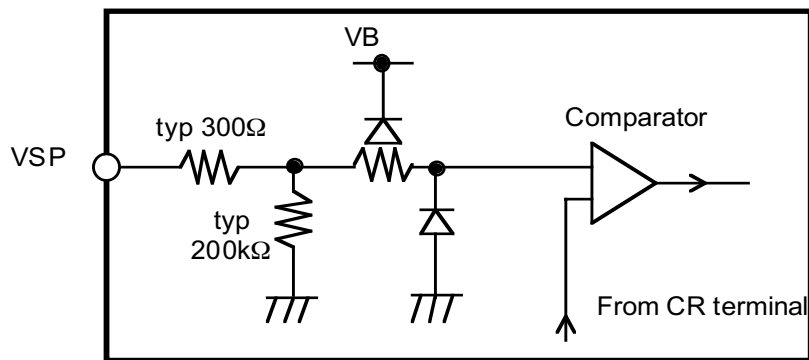 VB
typ 300Ω
Comparator
VSP
typ
200kΩ
From CR terminal